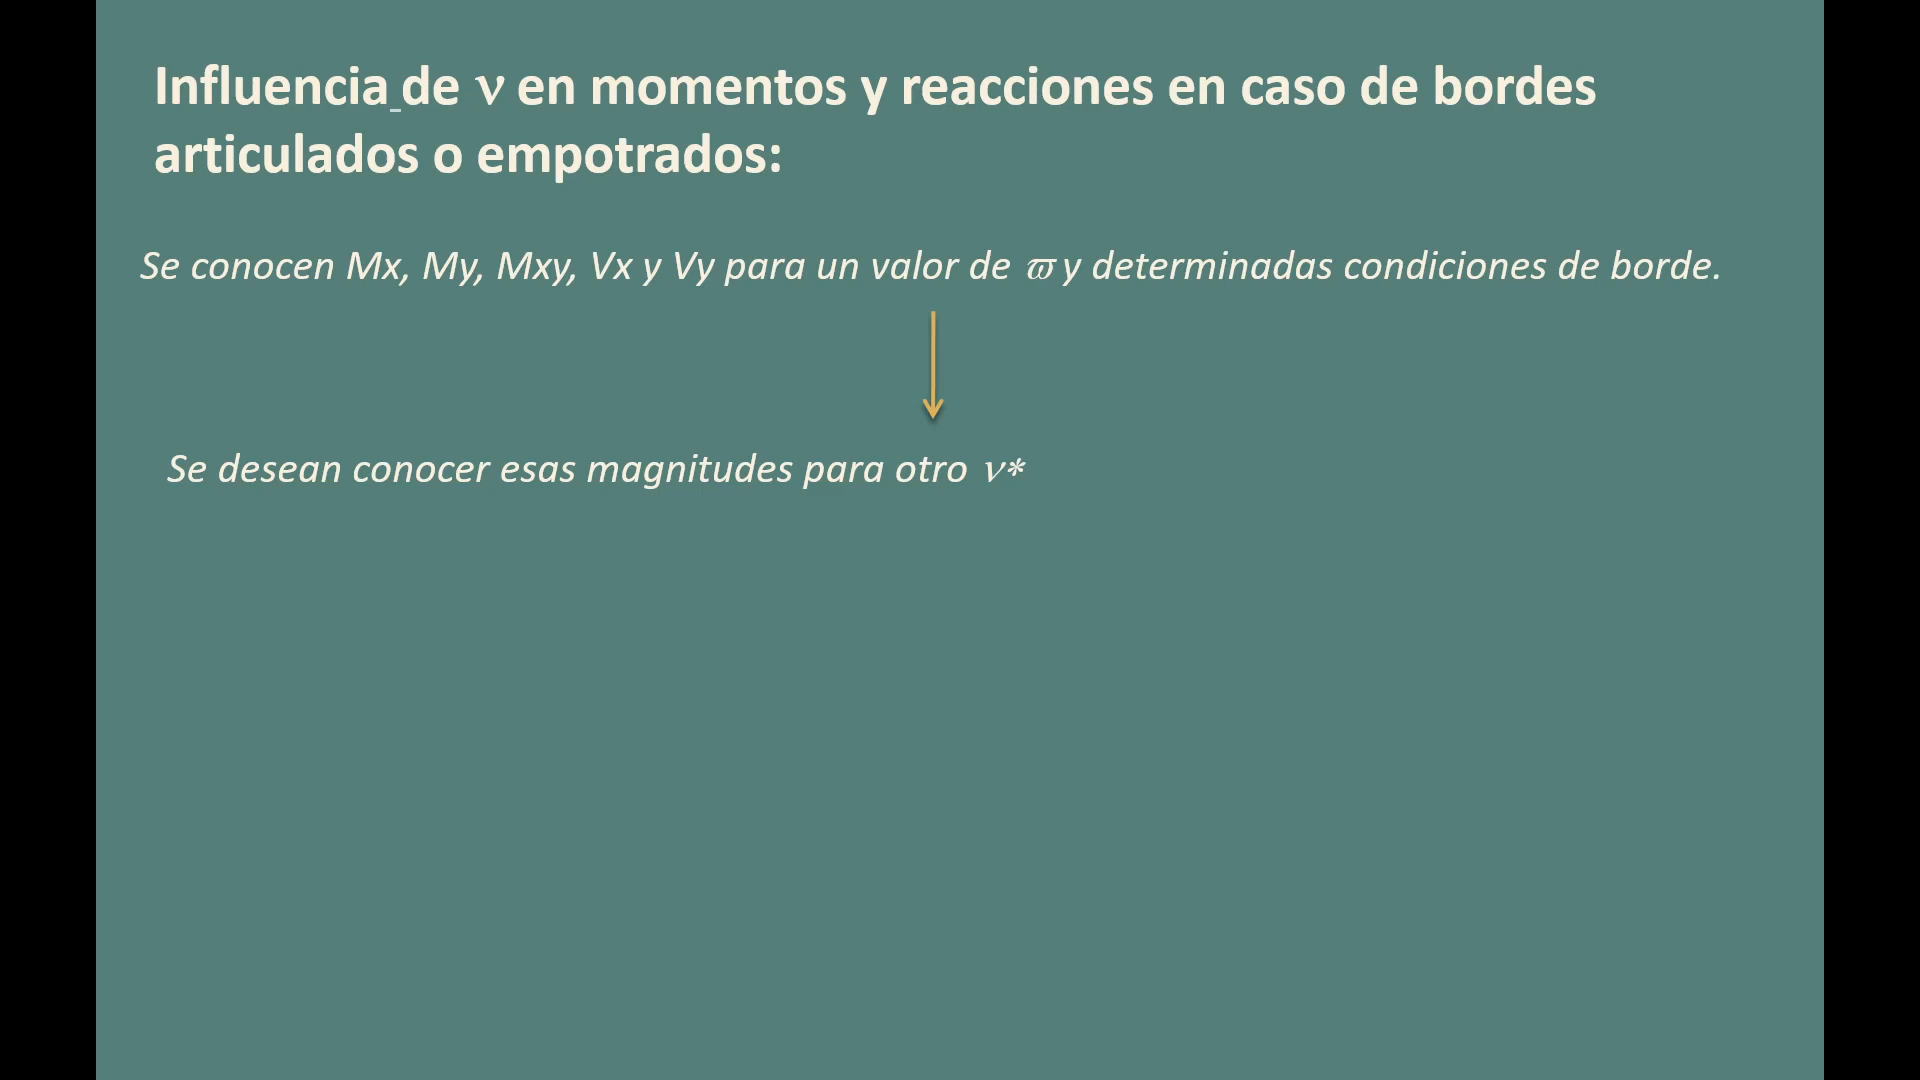 Influencia de ν en momentos y reacciones en caso de bordes
articulados o empotrados:
Se conocen Mx, My, Mxy, Vx y Vy para un valor de ϖ y determinadas condiciones de borde.
Se desean conocer esas magnitudes para otro ν*